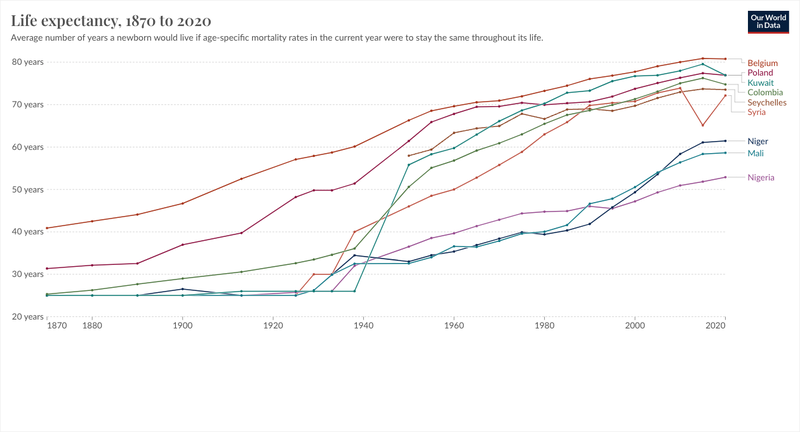 Life expectancy, 1870 to 2020
Average number of years a newborn would live if age-specific mortality rates in the current year were to stay the same throughout its life.
Our World
in Data
80 years
70 years
60 years
50 years
40 years
30 years
20 years
1870
1880
1900
1920
1940
1960
1980
2000
2020
Belgium
Poland
Kuwait
Colombia
Seychelles
Syria
Niger
Mali
Nigeria